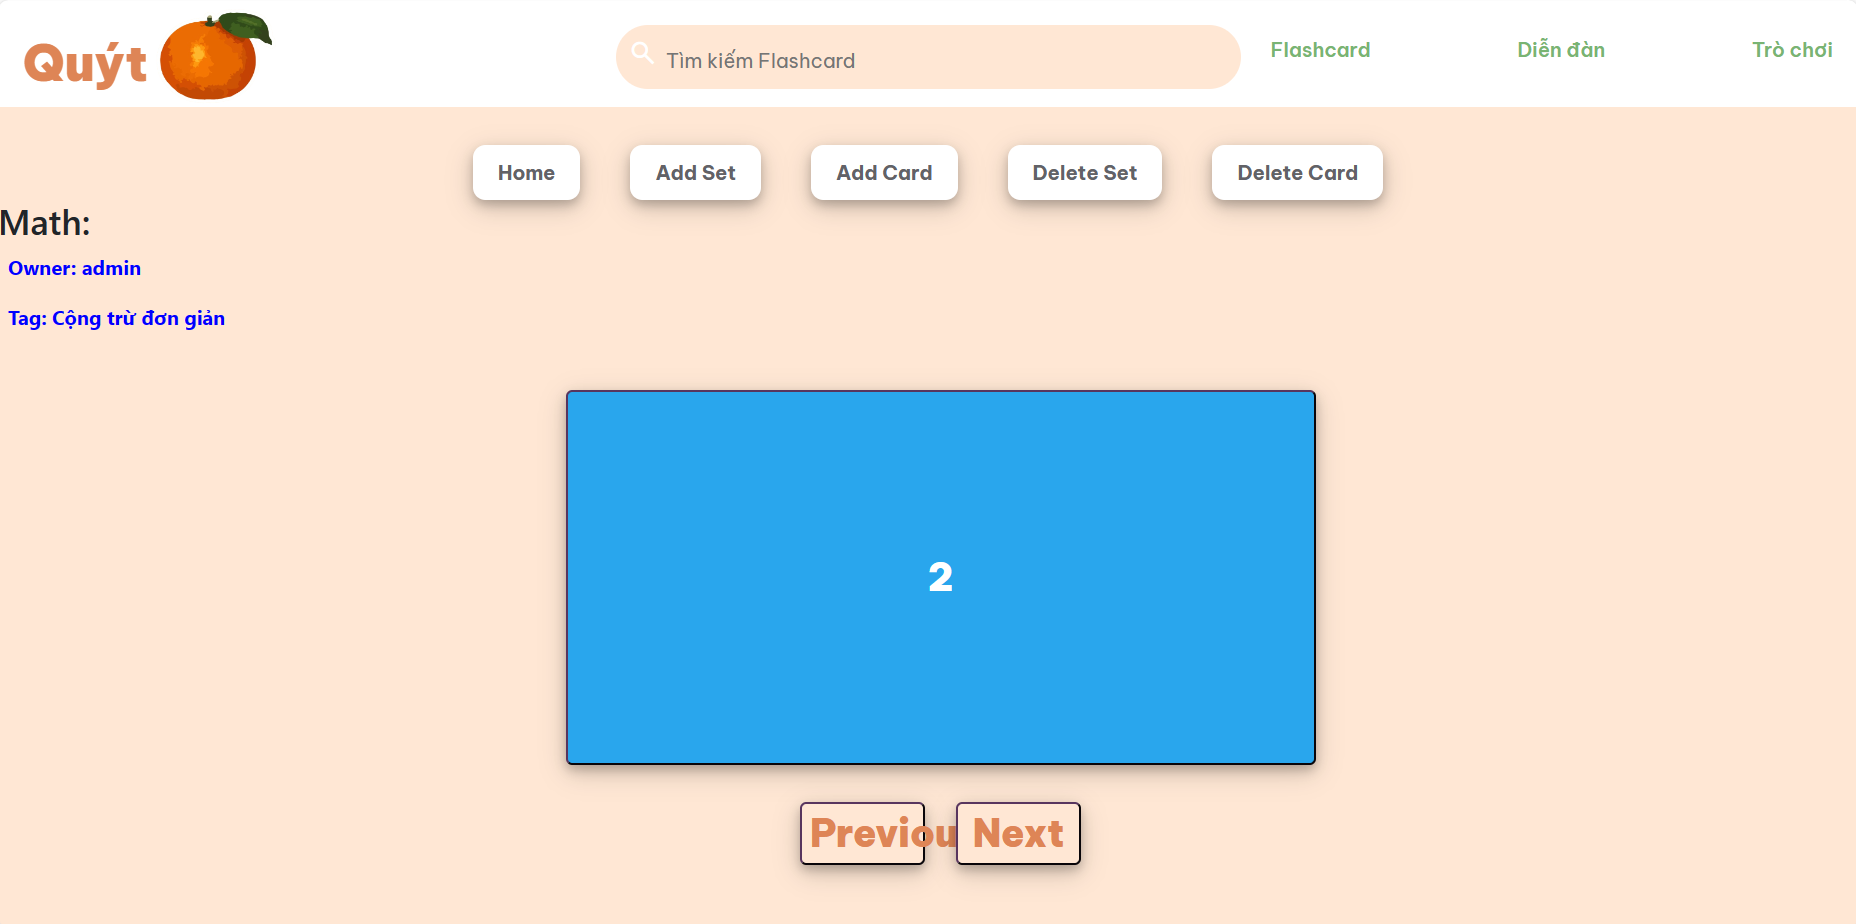 Quýt
Tìm kiếm Flashcard
Flashcard
Diễn đàn
Trò chơi
Home
Add Set
Add Card
Delete Set
Delete Card
Math:
Owner: admin
Tag: Cộng trừ đơn giản
2
Previou
Next